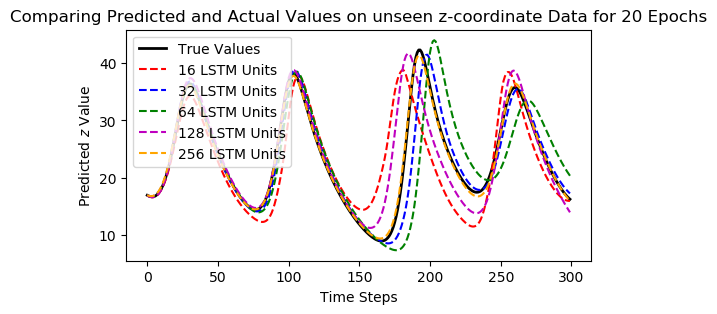 Comparing Predicted and Actual Values on unseen z-coordinate Data for 20 Epochs
Predicted z Value
40
30
20
10
True Values
16 LSTM Units
32 LSTM Units
64 LSTM Units
128 LSTM Units
256 LSTM Units
0
50
100
150
200
250
300
Time Steps